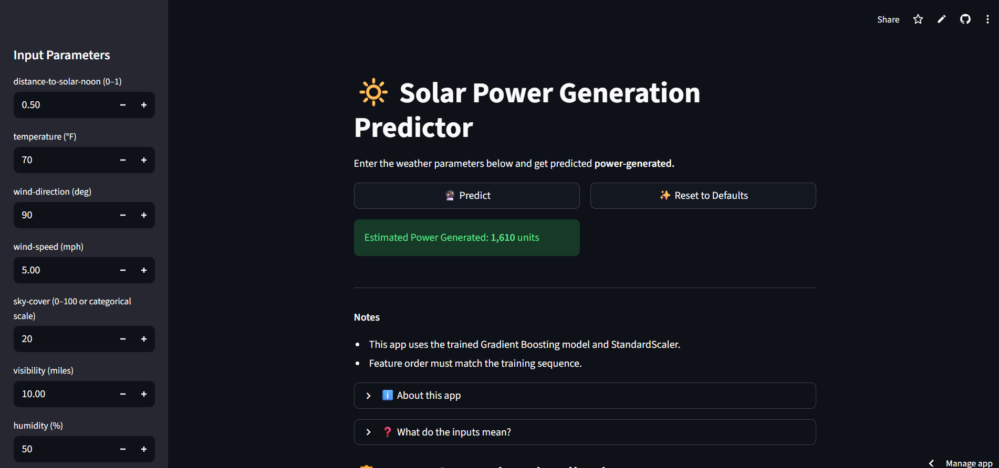 Share
Input Parameters
distance-to-solar-noon (0–1)
0.50
temperature (°F)
70
wind-direction (deg)
90
wind-speed (mph)
5.00
sky-cover (0–100 or categorical
scale)
20
visibility (miles)
10.00
humidity (%)
50
Solar Power Generation
Predictor
Enter the weather parameters below and get predicted power-generated.
Predict
Reset to Defaults
Estimated Power Generated: 1,610 units
Notes
• This app uses the trained Gradient Boosting model and StandardScaler.
• Feature order must match the training sequence.
About this app
What do the inputs mean?
Manage app